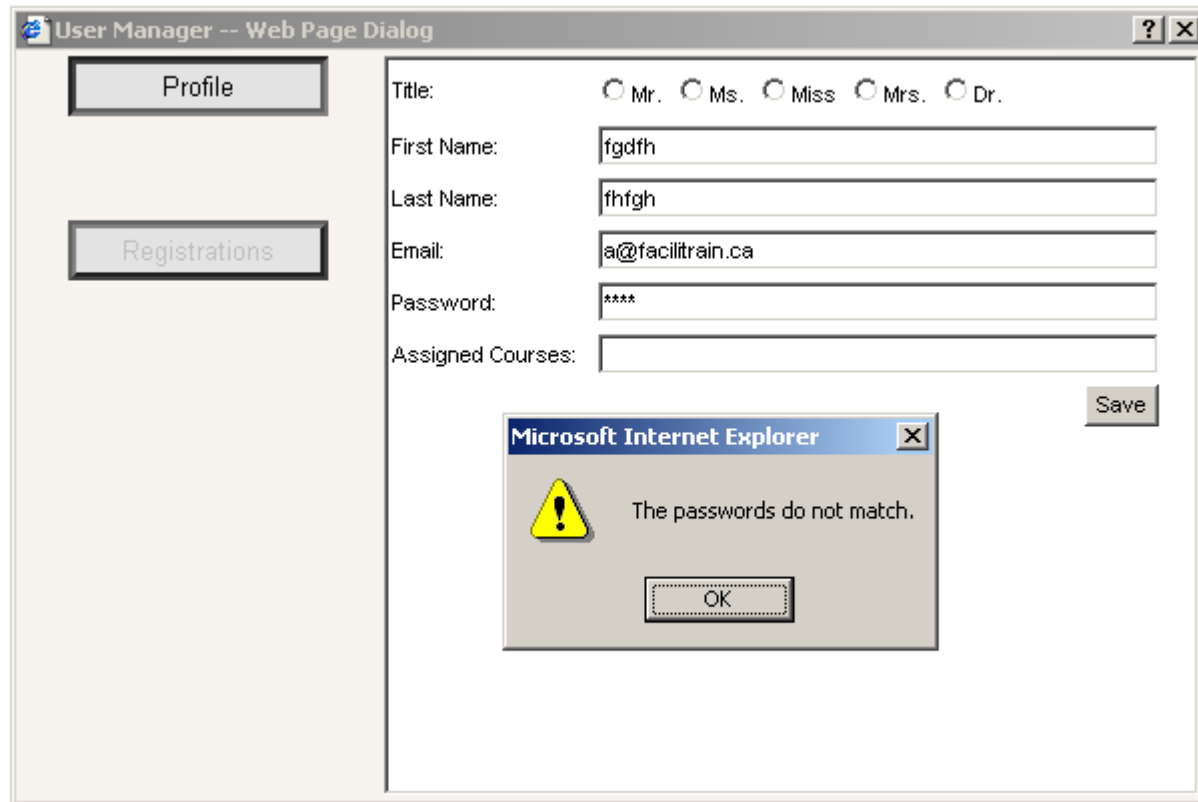 User Manager -- Web Page Dialog
Profile
Registrations
Title: Mr. Ms. Miss Mrs. Dr.
First Name: fgdfh
Last Name: fhfgh
Email: a@facilitrain.ca
Password: ****
Assigned Courses:
Save
Microsoft Internet Explorer
The passwords do not match.
OK